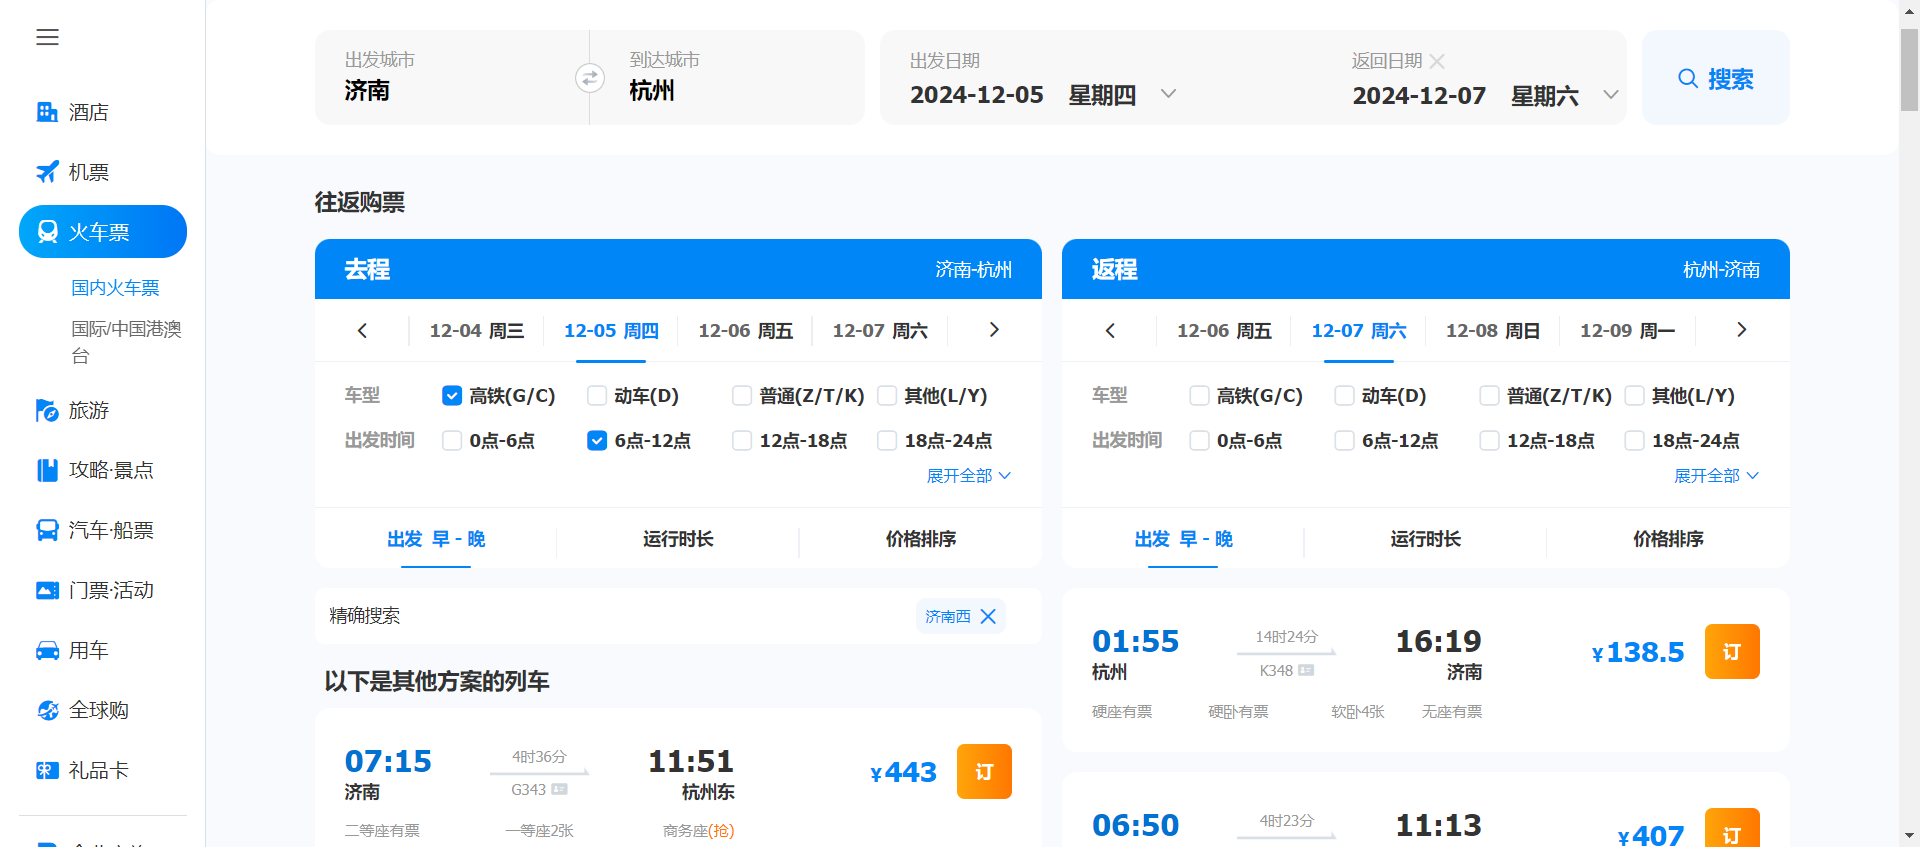 酒店
机票
火车票
国内火车票
国际/中国港澳
台
旅游
攻略·景点
汽车·船票
门票·活动
用车
全球购
礼品卡
出发城市
济南
到达城市
杭州
出发日期
2024-12-05 星期四
返回日期
2024-12-07 星期六
搜索
往返购票
去程 济南-杭州
12-04 周三 12-05 周四 12-06 周五 12-07 周六
车型 高铁(G/C) 动车(D) 普通(Z/T/K) 其他(L/Y)
出发时间 0点-6点 6点-12点 12点-18点 18点-24点
展开全部
出发 早 - 晚 运行时长 价格排序
精确搜索 济南西
以下是其他方案的列车
07:15 4时36分 11:51
济南 G343 杭州东
¥443 订
二等座有票 一等座2张 商务座(抢)
返程 杭州-济南
12-06 周五 12-07 周六 12-08 周日 12-09 周一
车型 高铁(G/C) 动车(D) 普通(Z/T/K) 其他(L/Y)
出发时间 0点-6点 6点-12点 12点-18点 18点-24点
展开全部
出发 早 - 晚 运行时长 价格排序
01:55 14时24分 16:19
杭州 K348 济南
¥138.5 订
硬座有票 硬卧有票 软卧4张 无座有票
06:50 4时23分 11:13
¥407 订